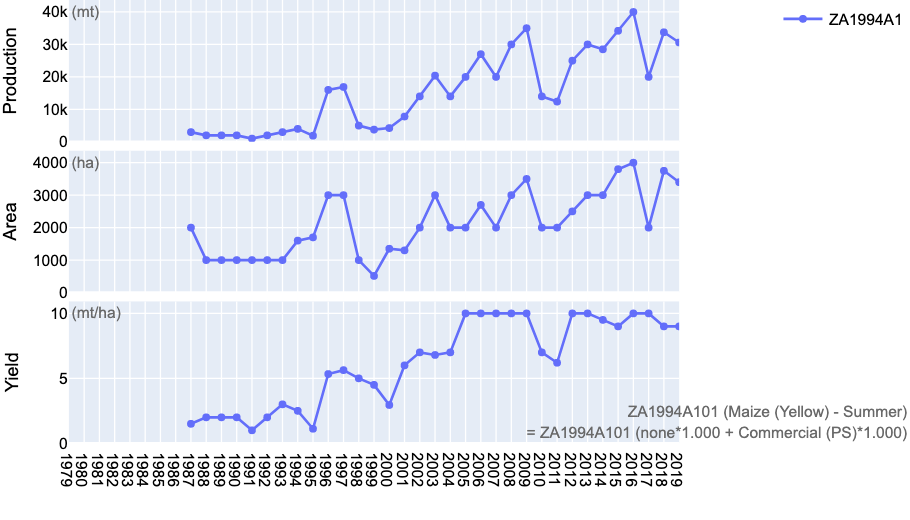 40k (mt)
30k
20k
10k
0
Production
ZA1994A1
4000 (ha)
3000
2000
1000
0
Area
10 (mt/ha)
5
0
Yield
ZA1994A101 (Maize (Yellow) - Summer)
= ZA1994A101 (none*1.000 + Commercial (PS)*1.000)
1979 1980 1981 1982 1983 1984 1985 1986 1987 1988 1989 1990 1991 1992 1993 1994 1995 1996 1997 1998 1999 2000 2001 2002 2003 2004 2005 2006 2007 2008 2009 2010 2011 2012 2013 2014 2015 2016 2017 2018 2019